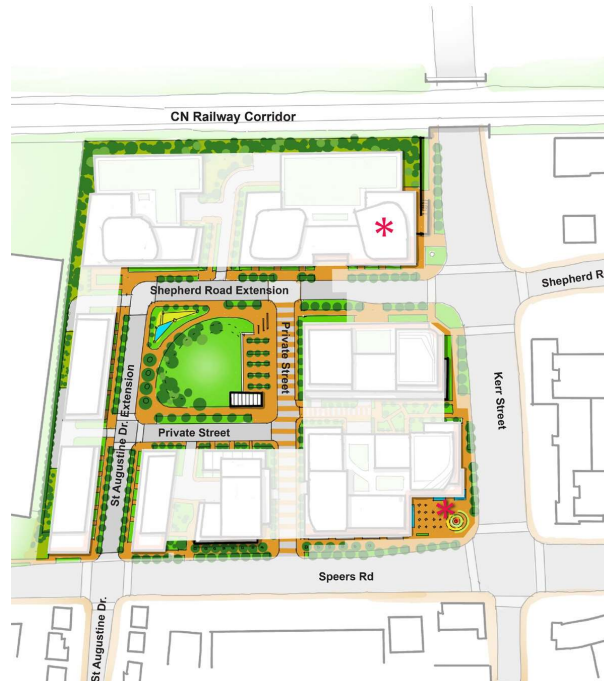 CN Railway Corridor
Shepherd Road Extension
Shepherd R
Private Street
Kerr Street
St Augustine Dr. Extension
Private Street
Speers Rd
St Augustine Dr.